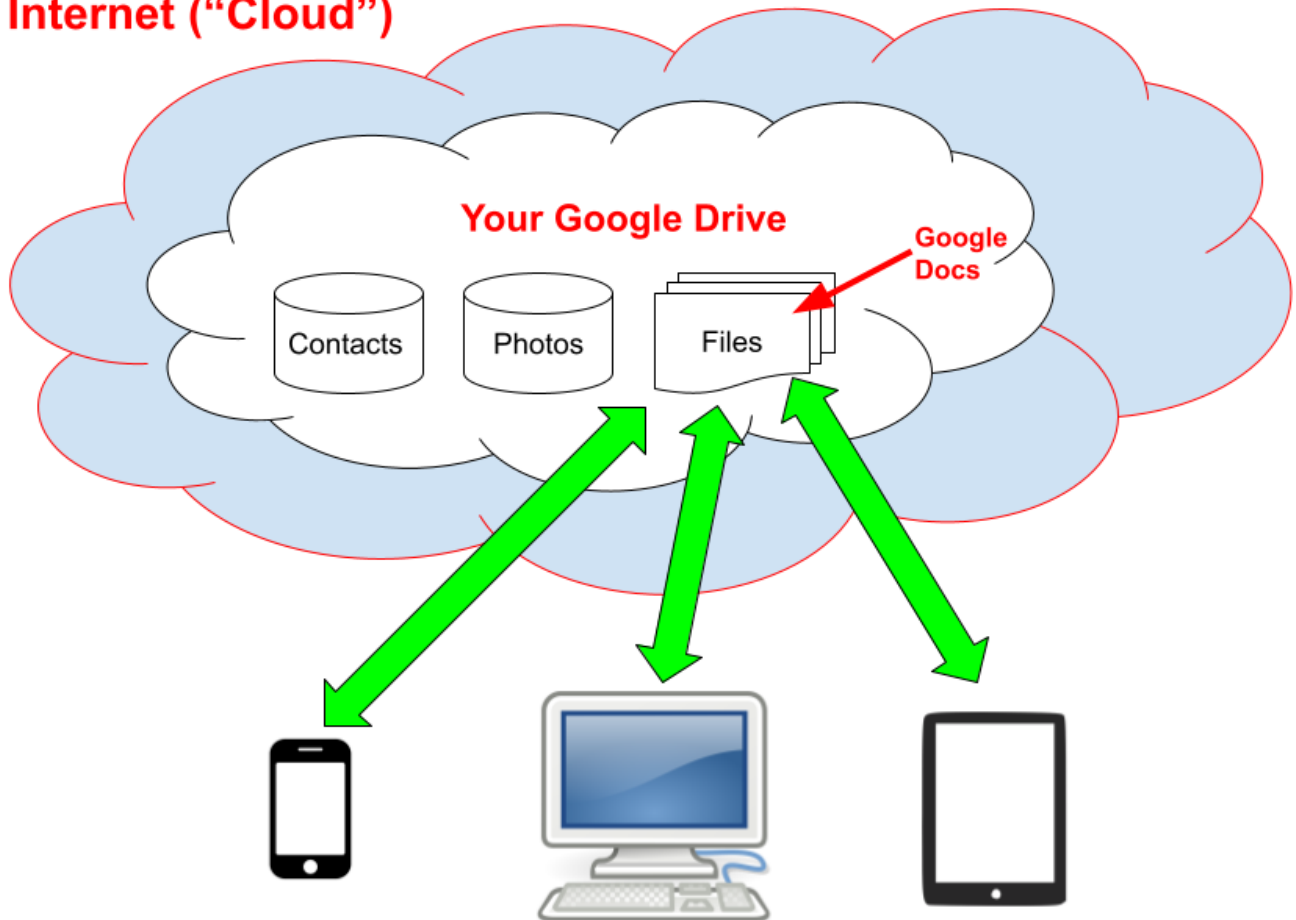 Internet (“Cloud”)
Your Google Drive
Google
Docs
Contacts
Photos
Files